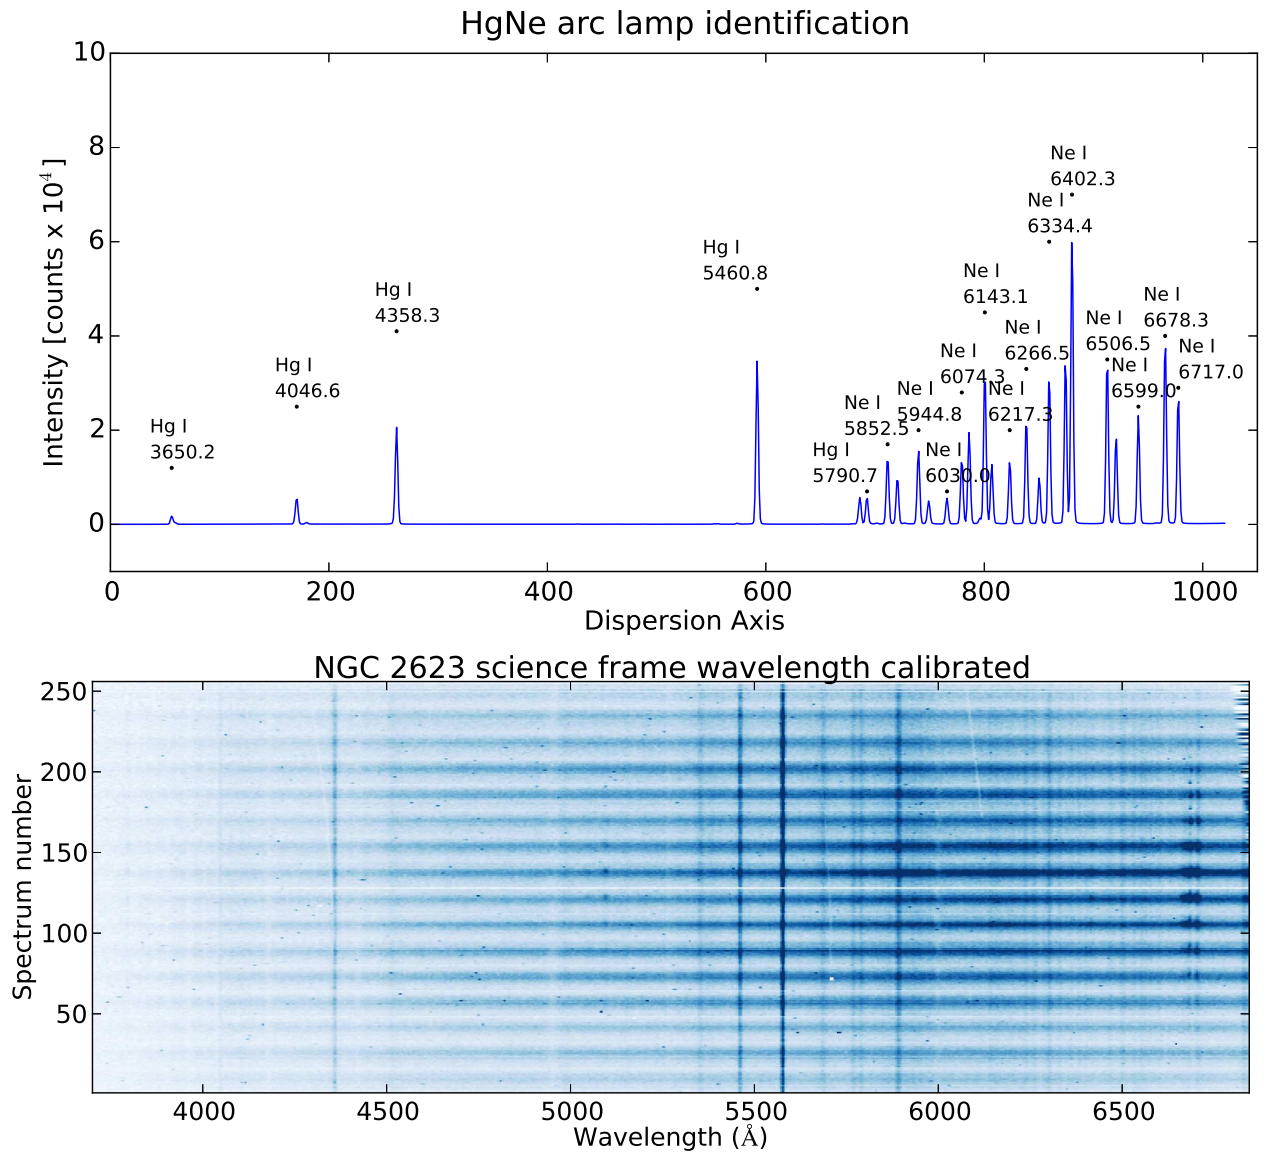 HgNe arc lamp identification
Intensity [counts x 10^4]
10
8
6
4
2
0
Hg I
3650.2
Hg I
4046.6
Hg I
4358.3
Hg I
5460.8
Hg I
5790.7
Ne I
5852.5
Ne I
5944.8
Ne I
6030.0
Ne I
6074.3
Ne I
6143.1
Ne I
6217.3
Ne I
6266.5
Ne I
6334.4
Ne I
6402.3
Ne I
6506.5
Ne I
6599.0
Ne I
6678.3
Ne I
6717.0
0 200 400 600 800 1000
Dispersion Axis
NGC 2623 science frame wavelength calibrated
Spectrum number
250
200
150
100
50
4000 4500 5000 5500 6000 6500
Wavelength (Å)